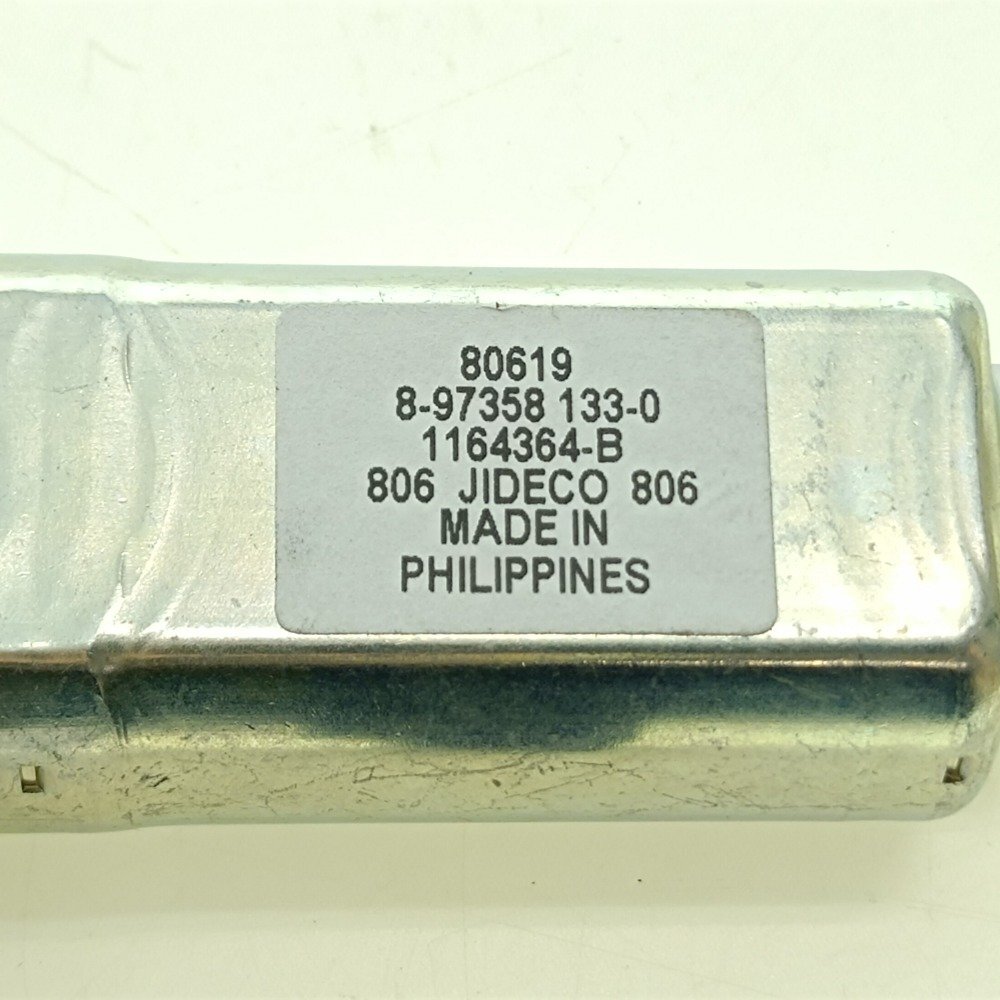 80619
8-97358 133-0
1164364-B
806 JIDECO 806
MADE IN
PHILIPPINES